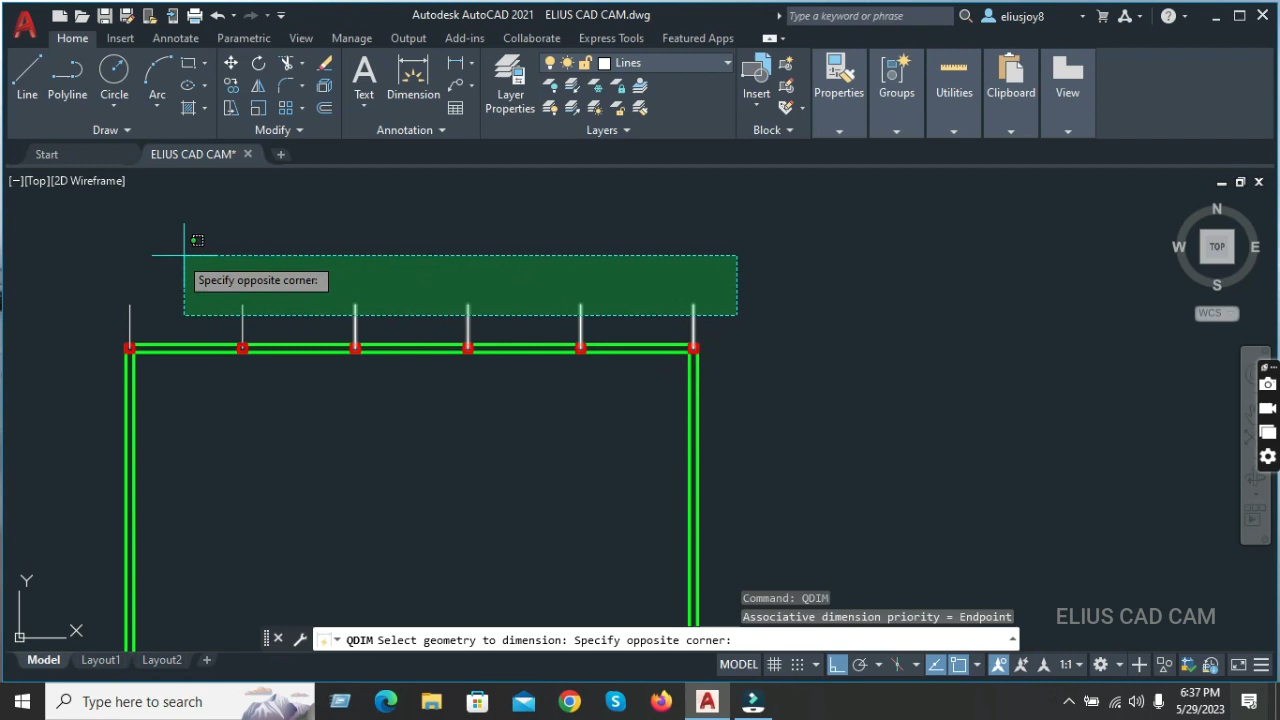 Autodesk AutoCAD 2021 ELIUS CAD CAM.dwg
Type a keyword or phrase
eliusjoy8
Home Insert Annotate Parametric View Manage Output Add-ins Collaborate Express Tools Featured Apps
Lines
Line Polyline Circle Arc
Text Dimension
Layer Properties
Insert
Properties Groups Utilities Clipboard View
Draw Modify Annotation Layers Block
Start ELIUS CAD CAM*
[−][Top][2D Wireframe]
N
W TOP E
S
WCS
Specify opposite corner:
Y
X
Command: QDIM
Associative dimension priority = Endpoint
ELIUS CAD CAM
QDIM Select geometry to dimension: Specify opposite corner:
Model Layout1 Layout2 +
MODEL 1:1
Type here to search
6:37 PM
5/29/2023